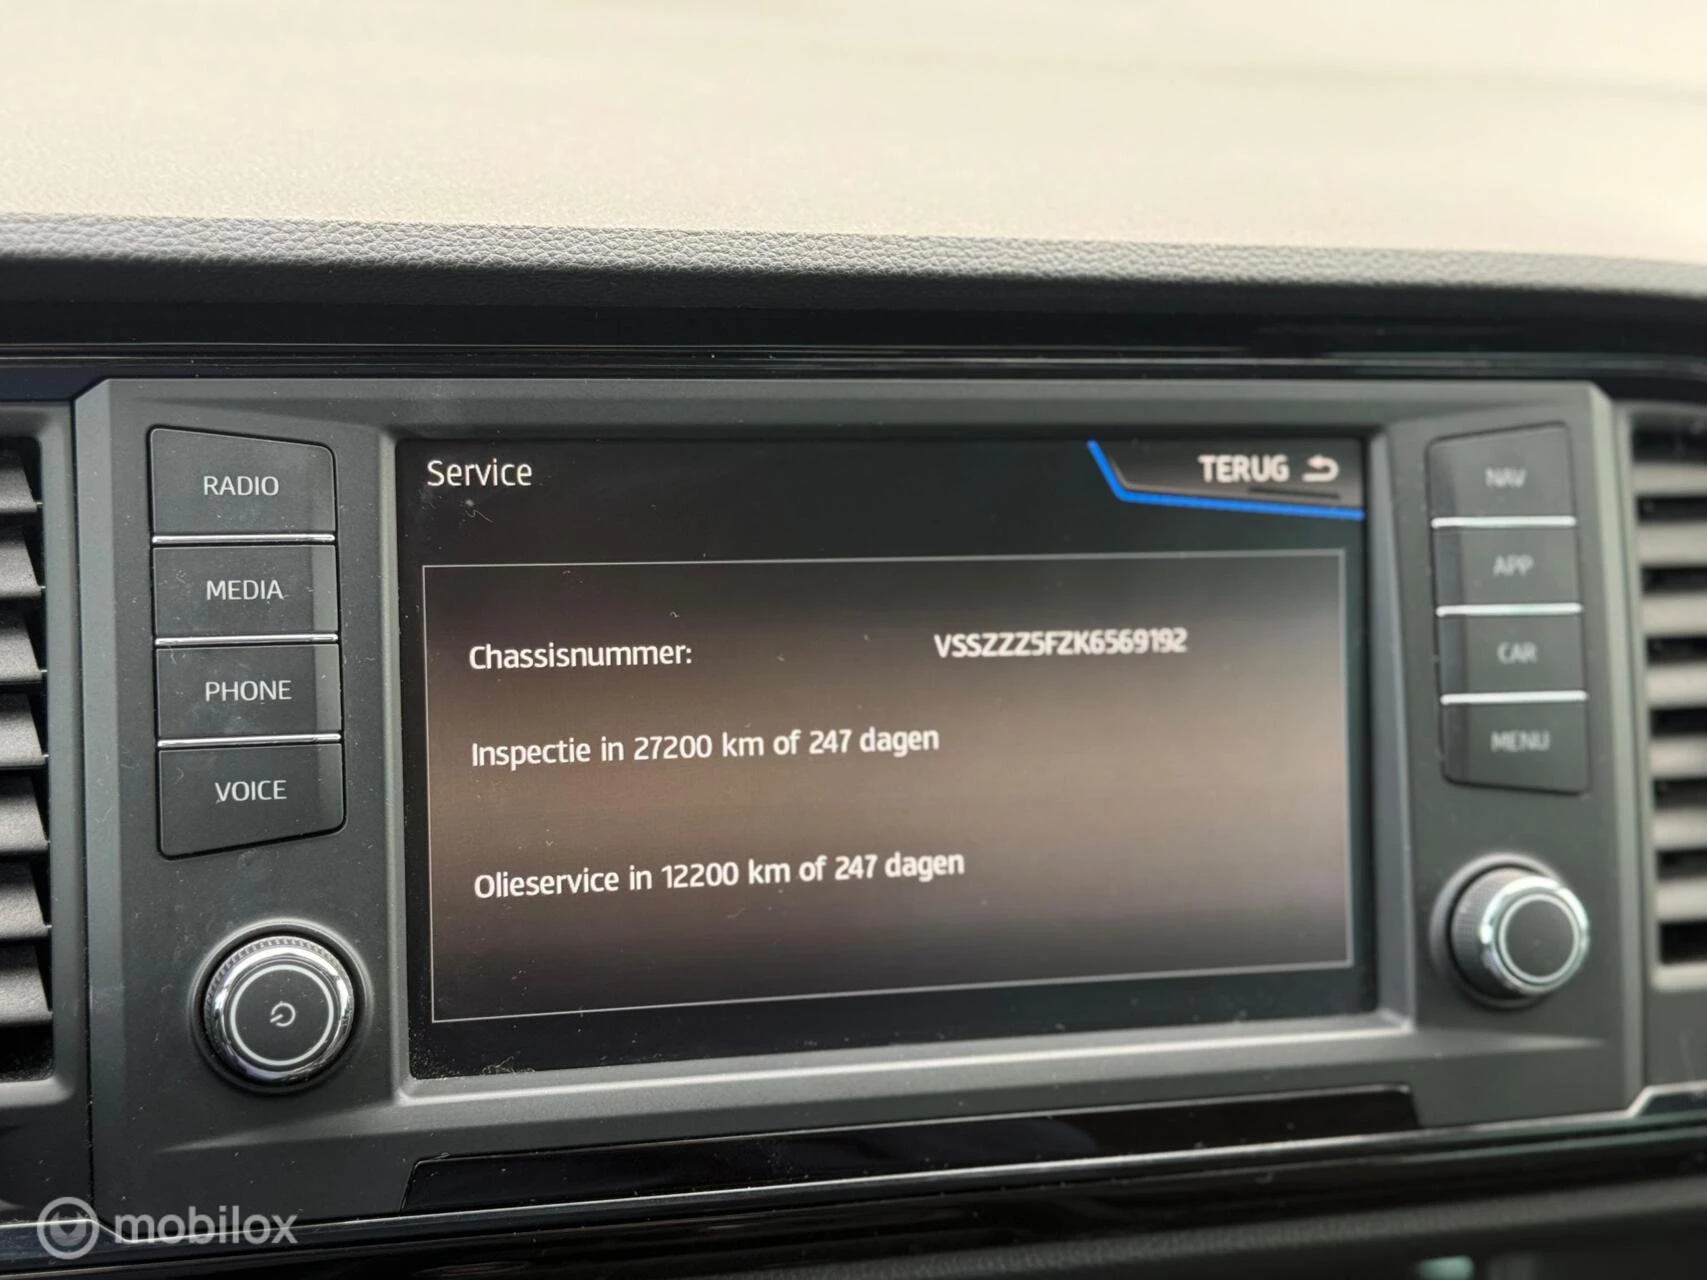 RADIO
MEDIA
PHONE
VOICE
Service
TERUG
Chassisnummer: VSSZZZ5FZK6569192
Inspectie in 27200 km of 247 dagen
Olieservice in 12200 km of 247 dagen
NAV
APP
CAR
MENU
mobilox